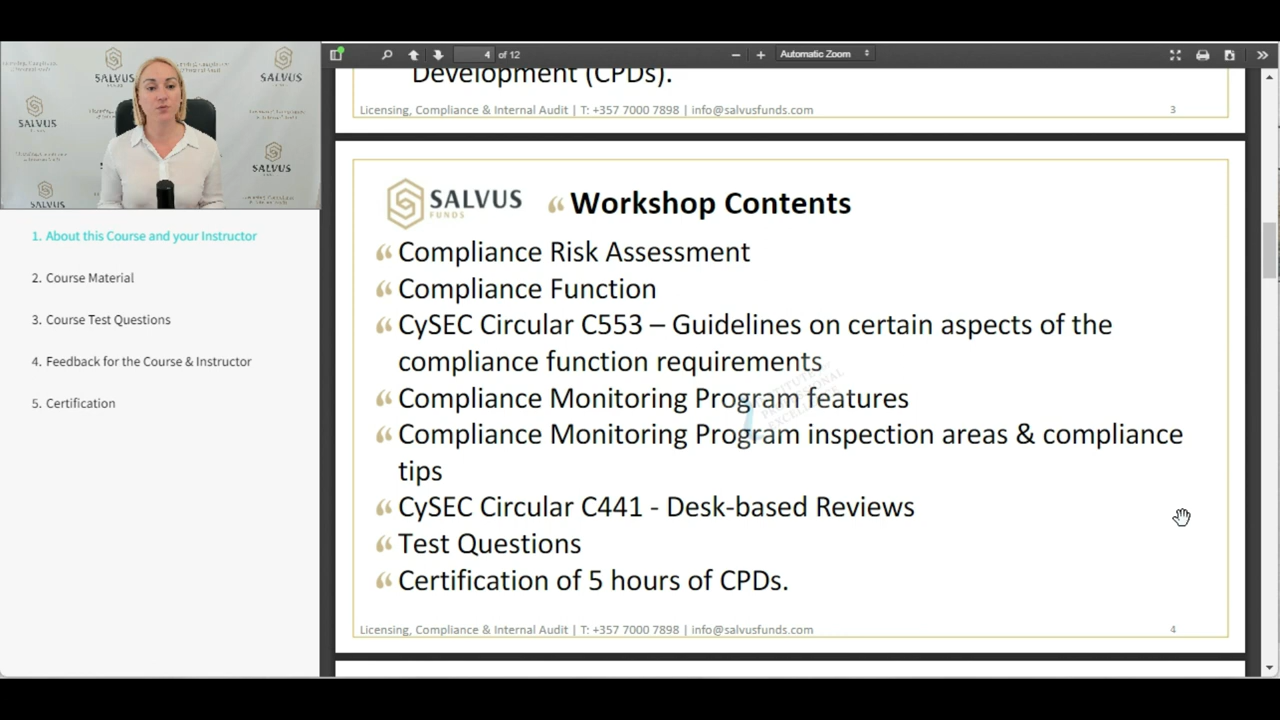 4 of 12
Automatic Zoom
Development (CPDs).
Licensing, Compliance & Internal Audit | T: +357 7000 7898 | info@salvusfunds.com
3
SALVUS
SALVUS
SALVUS
SALVUS
SALVUS
1. About this Course and your Instructor
2. Course Material
3. Course Test Questions
4. Feedback for the Course & Instructor
5. Certification
SALVUS
FUNDS
Workshop Contents
Compliance Risk Assessment
Compliance Function
CySEC Circular C553 – Guidelines on certain aspects of the
compliance function requirements
Compliance Monitoring Program features
Compliance Monitoring Program inspection areas & compliance
tips
CySEC Circular C441 - Desk-based Reviews
Test Questions
Certification of 5 hours of CPDs.
Licensing, Compliance & Internal Audit | T: +357 7000 7898 | info@salvusfunds.com
4